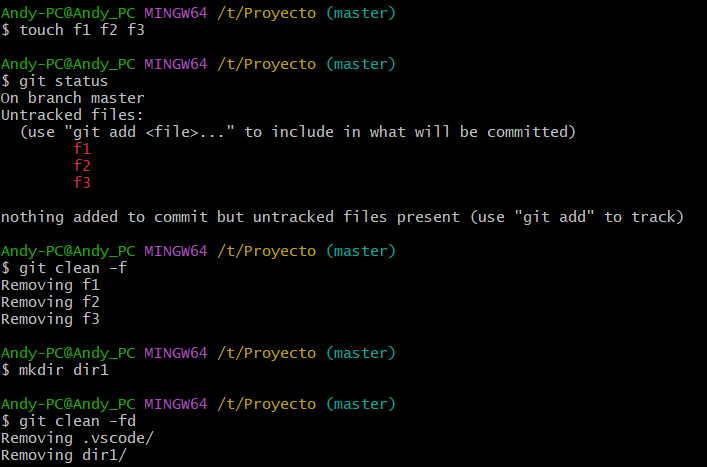 Andy-PC@Andy_PC MINGW64 /t/Proyecto (master)
$ touch f1 f2 f3
Andy-PC@Andy_PC MINGW64 /t/Proyecto (master)
$ git status
On branch master
Untracked files:
  (use "git add <file>..." to include in what will be committed)
        f1
        f2
        f3
nothing added to commit but untracked files present (use "git add" to track)
Andy-PC@Andy_PC MINGW64 /t/Proyecto (master)
$ git clean -f
Removing f1
Removing f2
Removing f3
Andy-PC@Andy_PC MINGW64 /t/Proyecto (master)
$ mkdir dir1
Andy-PC@Andy_PC MINGW64 /t/Proyecto (master)
$ git clean -fd
Removing .vscode/
Removing dir1/